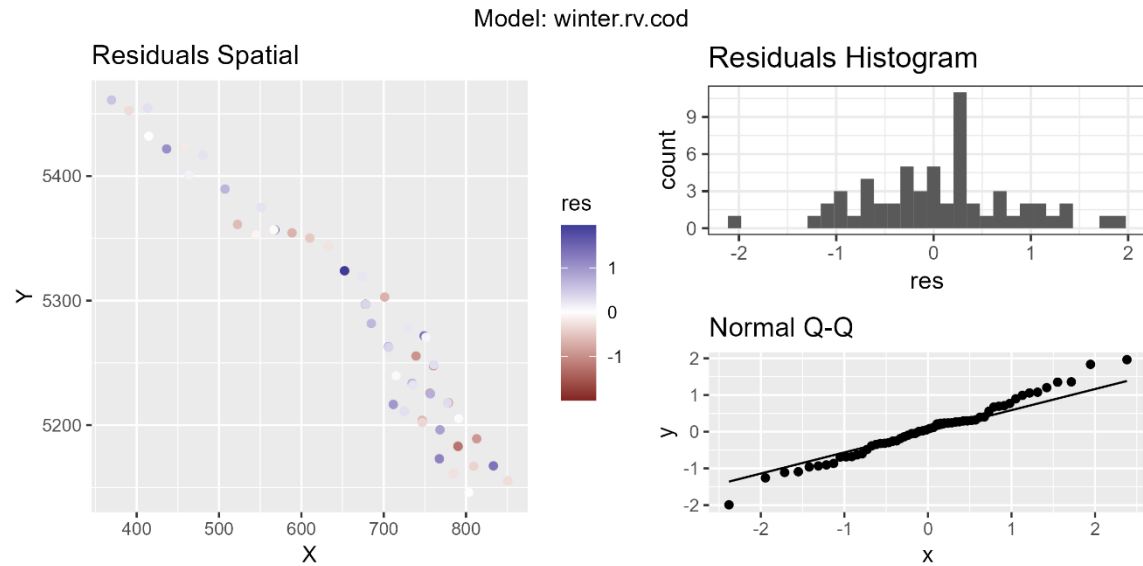 Model: winter.rv.cod
Residuals Spatial
Y
5400
5300
5200
400
500
600
700
800
X
res
1
0
-1
Residuals Histogram
count
9
6
3
0
-2
-1
0
1
2
res
Normal Q-Q
y
2
1
0
-1
-2
-2
-1
0
1
2
x